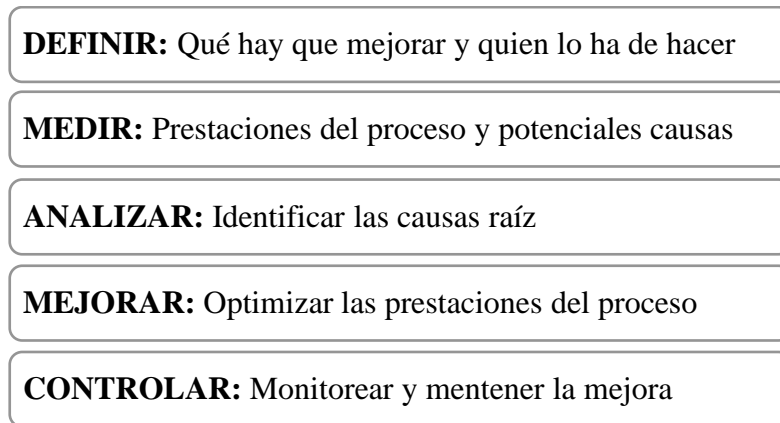 DEFINIR: Qué hay que mejorar y quien lo ha de hacer
MEDIR: Prestaciones del proceso y potenciales causas
ANALIZAR: Identificar las causas raíz
MEJORAR: Optimizar las prestaciones del proceso
CONTROLAR: Monitorear y mentener la mejora